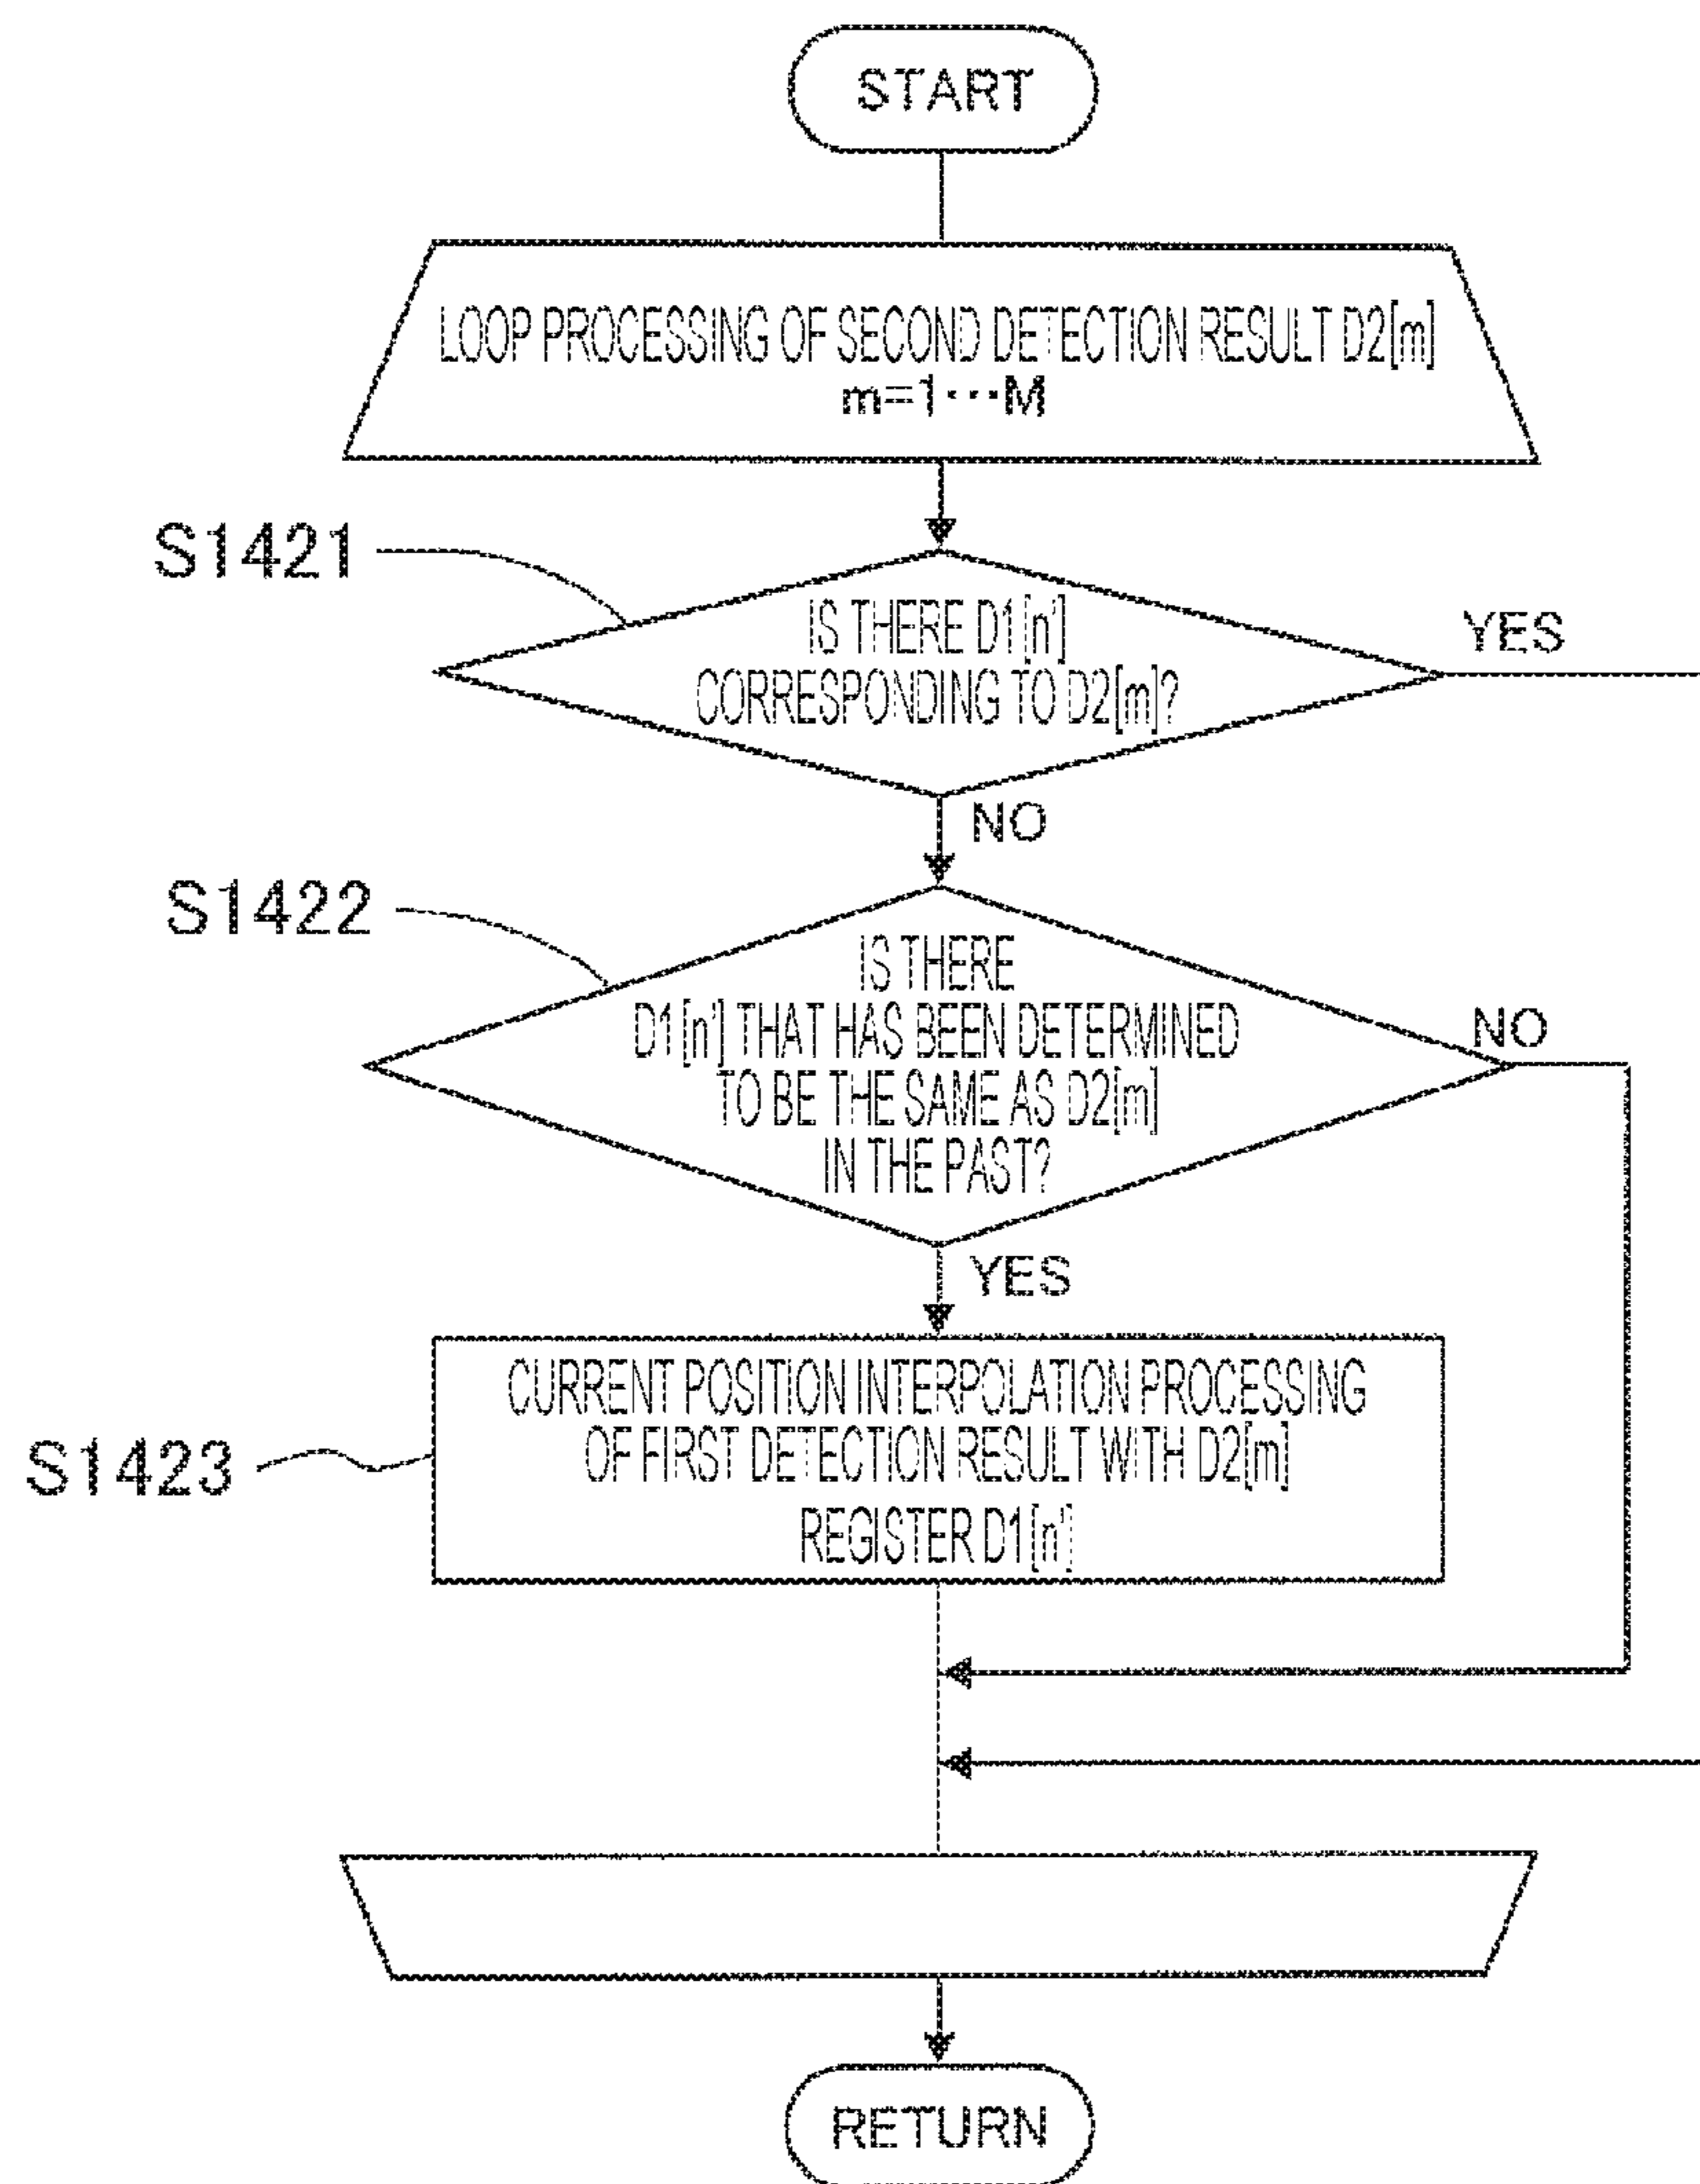 START
LOOP PROCESSING OF SECOND DETECTION RESULT D2[m]
m=1⋯M
S1421
IS THERE D1[n']
CORRESPONDING TO D2[m]?
YES
NO
S1422
IS THERE
D1[n'] THAT HAS BEEN DETERMINED
TO BE THE SAME AS D2[m]
IN THE PAST?
NO
YES
S1423
CURRENT POSITION INTERPOLATION PROCESSING
OF FIRST DETECTION RESULT WITH D2[m]
REGISTER D1[n']
RETURN